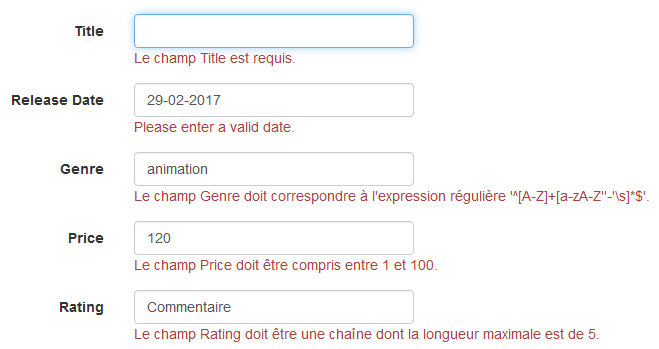 Title
Le champ Title est requis.
Release Date 29-02-2017
Please enter a valid date.
Genre animation
Le champ Genre doit correspondre à l'expression régulière '^[A-Z]+[a-zA-Z''-'\s]*$'.
Price 120
Le champ Price doit être compris entre 1 et 100.
Rating Commentaire
Le champ Rating doit être une chaîne dont la longueur maximale est de 5.